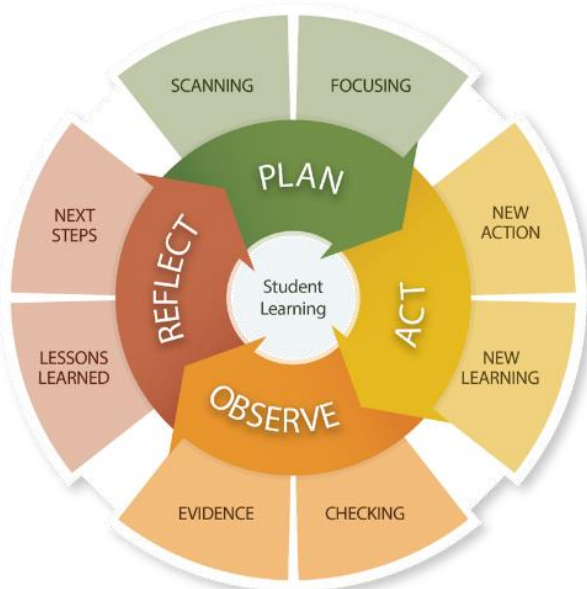 SCANNING
FOCUSING
PLAN
NEXT
STEPS
REFLECT
Student
Learning
ACT
NEW
ACTION
LESSONS
LEARNED
NEW
LEARNING
OBSERVE
EVIDENCE
CHECKING